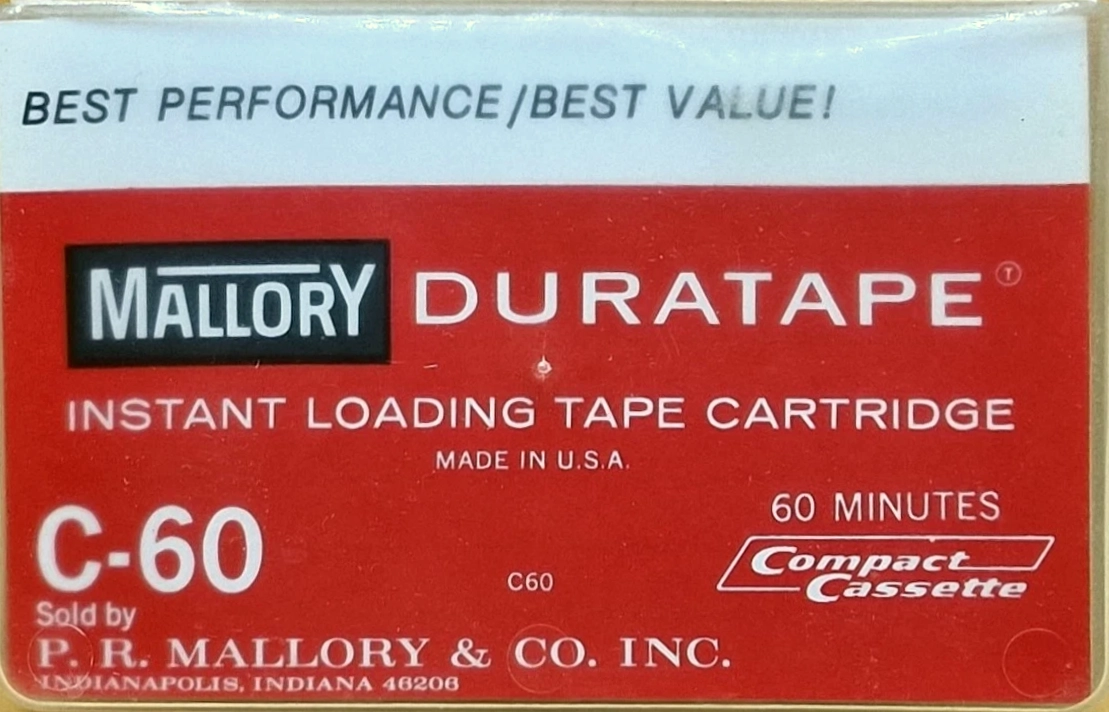 BEST PERFORMANCE/BEST VALUE!
MALLORY DURATAPE Ⓣ
INSTANT LOADING TAPE CARTRIDGE
MADE IN U.S.A.
C-60
60 MINUTES
Compact
Cassette
C60
Sold by
P. R. MALLORY & CO. INC.
INDIANAPOLIS, INDIANA 46206